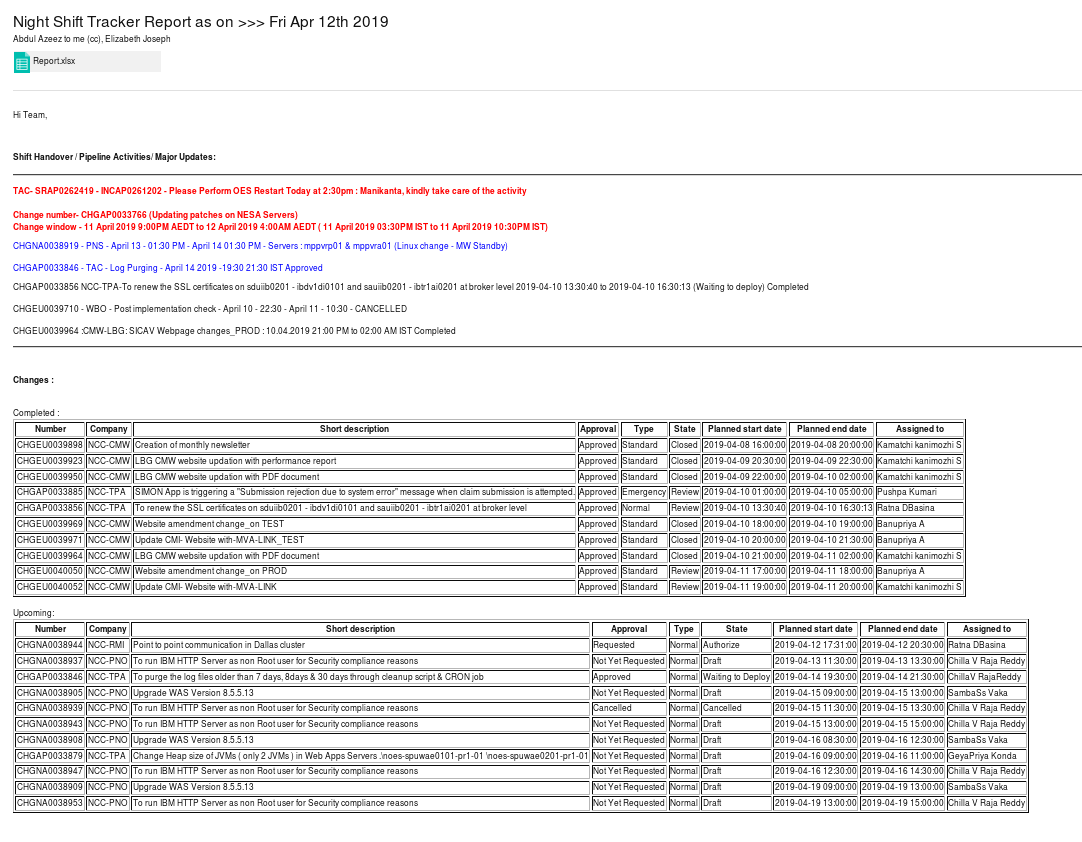 Night Shift Tracker Report as on >>> Fri Apr 12th 2019
Abdul Azeez to me (cc), Elizabeth Joseph
Report.xlsx
Hi Team,
Shift Handover / Pipeline Activities/ Major Updates:
TAC- SRAP0262419 - INCAP0261202 - Please Perform OES Restart Today at 2:30pm : Manikanta, kindly take care of the activity
Change number- CHGAP0033766 (Updating patches on NESA Servers)
Change window - 11 April 2019 9:00PM AEDT to 12 April 2019 4:00AM AEDT ( 11 April 2019 03:30PM IST to 11 April 2019 10:30PM IST)
CHGNA0038919 - PNS - April 13 - 01:30 PM - April 14 01:30 PM - Servers : mppvrp01 & mppvra01 (Linux change - MW Standby)
CHGAP0033846 - TAC - Log Purging - April 14 2019 -19:30 21:30 IST Approved
CHGAP0033856 NCC-TPA-To renew the SSL certificates on sduiib0201 - ibdv1di0101 and sauiib0201 - ibtr1ai0201 at broker level 2019-04-10 13:30:40 to 2019-04-10 16:30:13 (Waiting to deploy) Completed
CHGEU0039710 - WBO - Post implementation check - April 10 - 22:30 - April 11 - 10:30 - CANCELLED
CHGEU0039964 :CMW-LBG: SICAV Webpage changes_PROD : 10.04.2019 21:00 PM to 02:00 AM IST Completed
Changes :
Completed :
Number Company Short description Approval Type State Planned start date Planned end date Assigned to
CHGEU0039898 NCC-CMW Creation of monthly newsletter Approved Standard Closed 2019-04-08 16:00:00 2019-04-08 20:00:00 Kamatchi kanimozhi S
CHGEU0039923 NCC-CMW LBG CMW website updation with performance report Approved Standard Closed 2019-04-09 20:30:00 2019-04-09 22:30:00 Kamatchi kanimozhi S
CHGEU0039950 NCC-CMW LBG CMW website updation with PDF document Approved Standard Closed 2019-04-09 22:00:00 2019-04-10 02:00:00 Kamatchi kanimozhi S
CHGAP0033885 NCC-TPA SIMON App is triggering a "Submission rejection due to system error" message when claim submission is attempted. Approved Emergency Review 2019-04-10 01:00:00 2019-04-10 05:00:00 Pushpa Kumari
CHGAP0033856 NCC-TPA To renew the SSL certificates on sduiib0201 - ibdv1di0101 and sauiib0201 - ibtr1ai0201 at broker level Approved Normal Review 2019-04-10 13:30:40 2019-04-10 16:30:13 Ratna DBasina
CHGEU0039969 NCC-CMW Website amendment change_on TEST Approved Standard Closed 2019-04-10 18:00:00 2019-04-10 19:00:00 Banupriya A
CHGEU0039971 NCC-CMW Update CMI- Website with-MVA-LINK_TEST Approved Standard Closed 2019-04-10 20:00:00 2019-04-10 21:30:00 Banupriya A
CHGEU0039964 NCC-CMW LBG CMW website updation with PDF document Approved Standard Closed 2019-04-10 21:00:00 2019-04-11 02:00:00 Kamatchi kanimozhi S
CHGEU0040050 NCC-CMW Website amendment change_on PROD Approved Standard Review 2019-04-11 17:00:00 2019-04-11 18:00:00 Banupriya A
CHGEU0040052 NCC-CMW Update CMI- Website with-MVA-LINK Approved Standard Review 2019-04-11 19:00:00 2019-04-11 20:00:00 Kamatchi kanimozhi S
Upcoming:
Number Company Short description Approval Type State Planned start date Planned end date Assigned to
CHGNA0038944 NCC-RMI Point to point communication in Dallas cluster Requested Normal Authorize 2019-04-12 17:31:00 2019-04-12 20:30:00 Ratna DBasina
CHGNA0038937 NCC-PNO To run IBM HTTP Server as non Root user for Security compliance reasons Not Yet Requested Normal Draft 2019-04-13 11:30:00 2019-04-13 13:30:00 Chilla V Raja Reddy
CHGAP0033846 NCC-TPA To purge the log files older than 7 days, 8days & 30 days through cleanup script & CRON job Approved Normal Waiting to Deploy 2019-04-14 19:30:00 2019-04-14 21:30:00 ChillaV RajaReddy
CHGNA0038905 NCC-PNO Upgrade WAS Version 8.5.5.13 Not Yet Requested Normal Draft 2019-04-15 09:00:00 2019-04-15 13:00:00 SambaSs Vaka
CHGNA0038939 NCC-PNO To run IBM HTTP Server as non Root user for Security compliance reasons Cancelled Normal Cancelled 2019-04-15 11:30:00 2019-04-15 13:30:00 Chilla V Raja Reddy
CHGNA0038943 NCC-PNO To run IBM HTTP Server as non Root user for Security compliance reasons Not Yet Requested Normal Draft 2019-04-15 13:00:00 2019-04-15 15:00:00 Chilla V Raja Reddy
CHGNA0038908 NCC-PNO Upgrade WAS Version 8.5.5.13 Not Yet Requested Normal Draft 2019-04-16 08:30:00 2019-04-16 12:30:00 SambaSs Vaka
CHGAP0033879 NCC-TPA Change Heap size of JVMs ( only 2 JVMs ) in Web Apps Servers .\noes-spuwae0101-pr1-01 \noes-spuwae0201-pr1-01 Not Yet Requested Normal Draft 2019-04-16 09:00:00 2019-04-16 11:00:00 GeyaPriya Konda
CHGNA0038947 NCC-PNO To run IBM HTTP Server as non Root user for Security compliance reasons Not Yet Requested Normal Draft 2019-04-16 12:30:00 2019-04-16 14:30:00 Chilla V Raja Reddy
CHGNA0038909 NCC-PNO Upgrade WAS Version 8.5.5.13 Not Yet Requested Normal Draft 2019-04-19 09:00:00 2019-04-19 13:00:00 SambaSs Vaka
CHGNA0038953 NCC-PNO To run IBM HTTP Server as non Root user for Security compliance reasons Not Yet Requested Normal Draft 2019-04-19 13:00:00 2019-04-19 15:00:00 Chilla V Raja Reddy